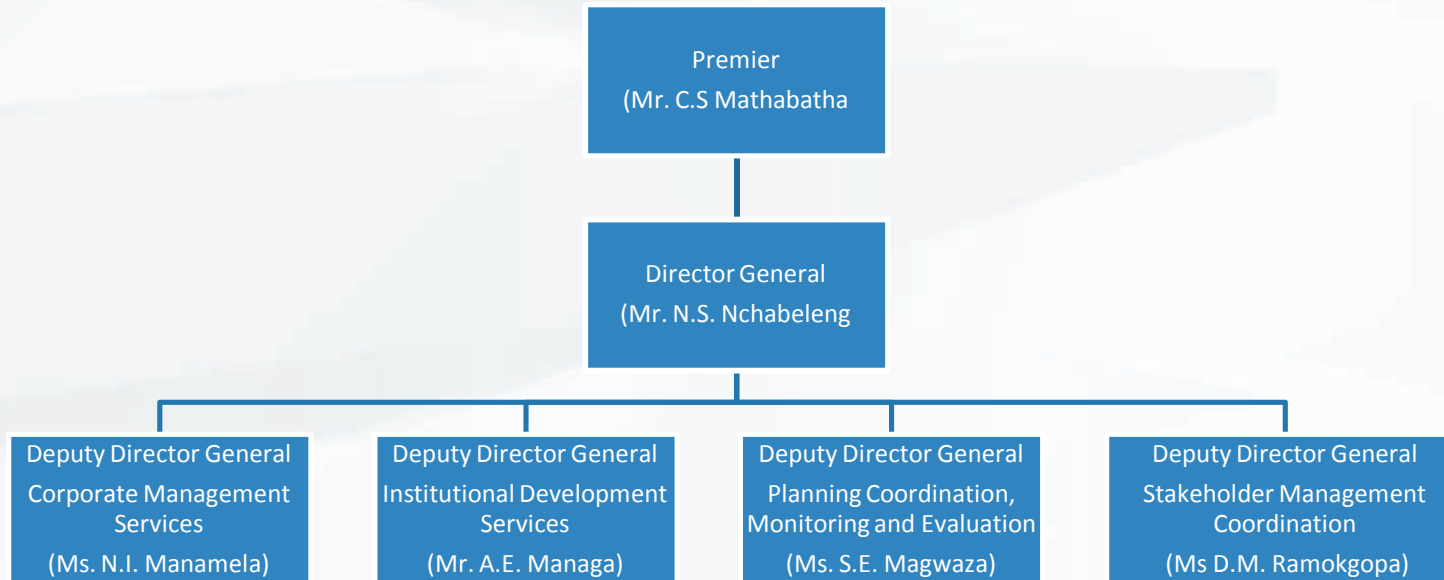 Premier
(Mr. C.S Mathabatha
Director General
(Mr. N.S. Nchabeleng
Deputy Director General
Corporate Management
Services
(Ms. N.I. Manamela)
Deputy Director General
Institutional Development
Services
(Mr. A.E. Managa)
Deputy Director General
Planning Coordination,
Monitoring and Evaluation
(Ms. S.E. Magwaza)
Deputy Director General
Stakeholder Management
Coordination
(Ms D.M. Ramokgopa)